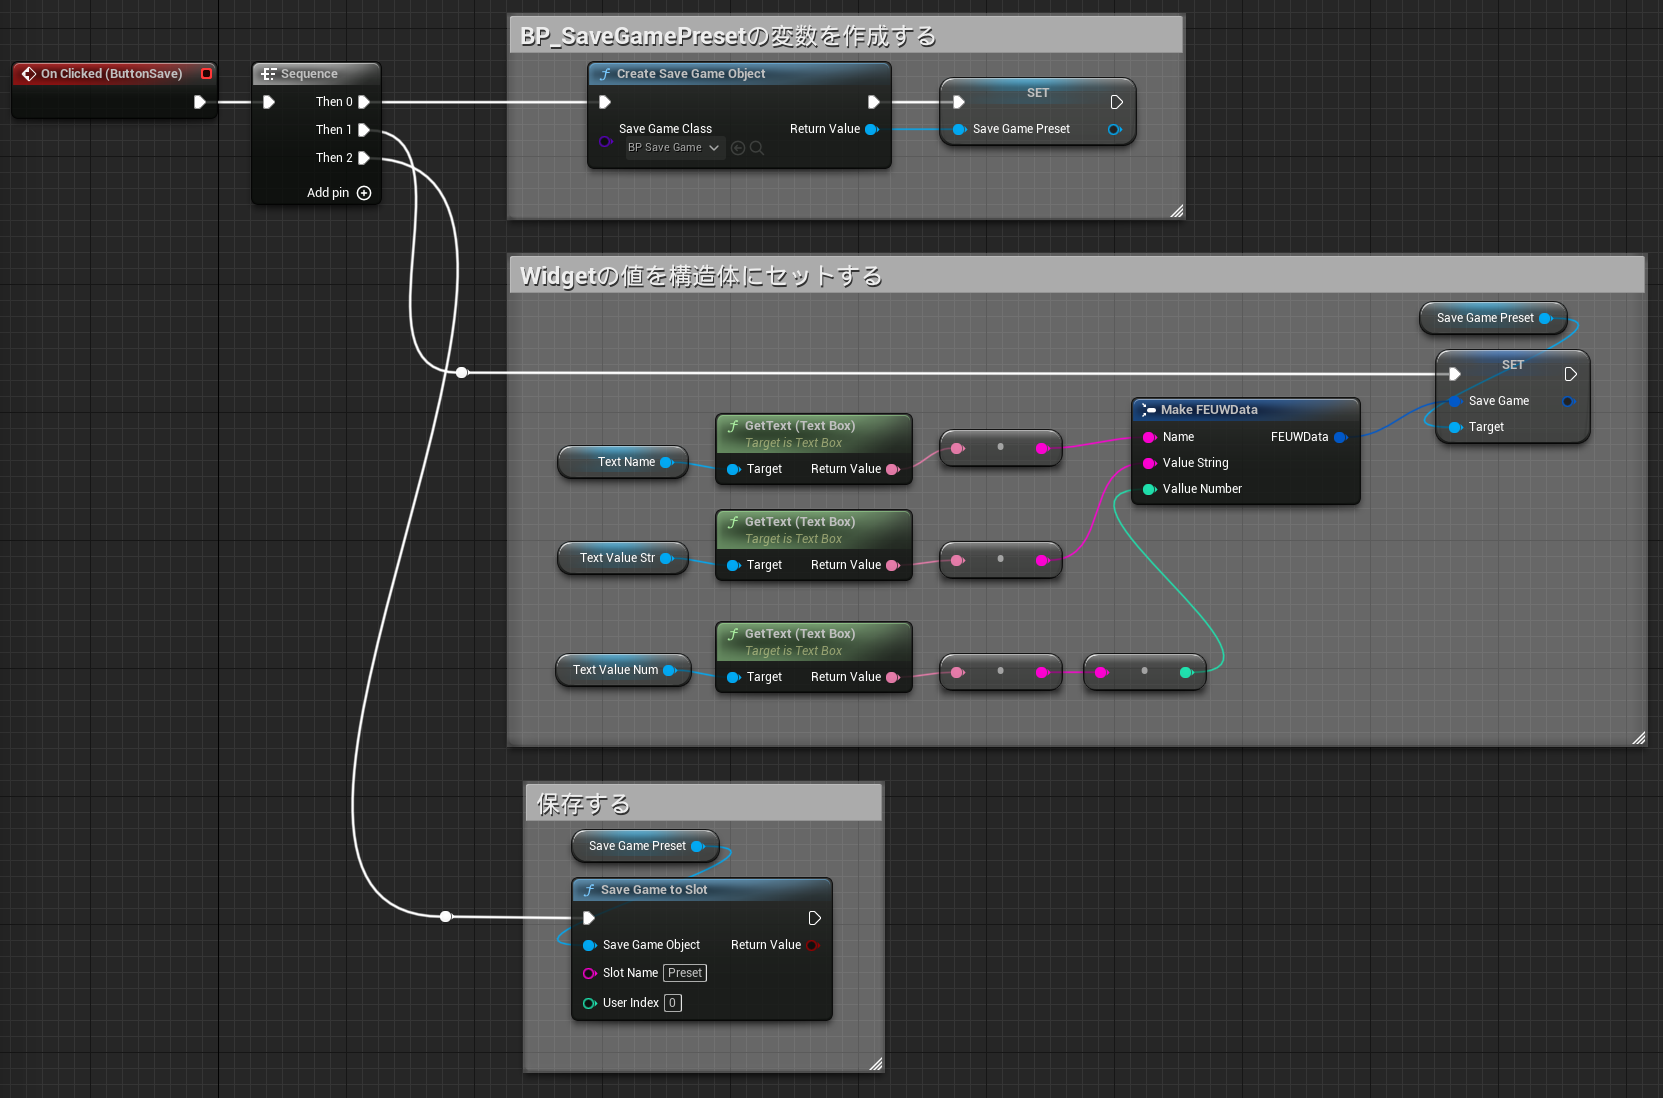 BP_SaveGamePresetの変数を作成する
On Clicked (ButtonSave)
Sequence
Then 0
Then 1
Then 2
Add pin
Create Save Game Object
Save Game Class
BP Save Game
Return Value
SET
Save Game Preset
Widgetの値を構造体にセットする
Save Game Preset
SET
Save Game
Target
Make FEUWData
Name
FEUWData
Value String
Vallue Number
Text Name
GetText (Text Box)
Target is Text Box
Target
Return Value
Text Value Str
GetText (Text Box)
Target is Text Box
Target
Return Value
Text Value Num
GetText (Text Box)
Target is Text Box
Target
Return Value
保存する
Save Game Preset
Save Game to Slot
Save Game Object
Return Value
Slot Name Preset
User Index 0